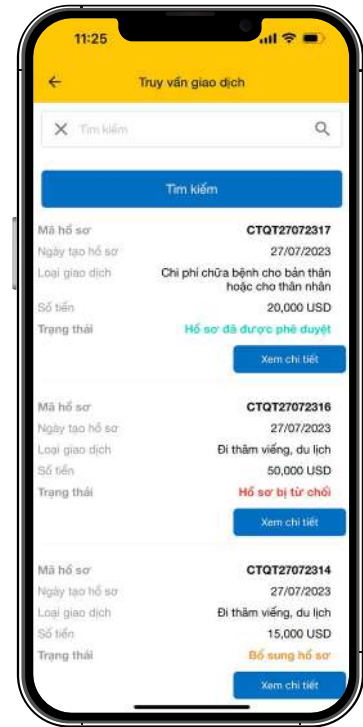 11:25
Truy vấn giao dịch
Tìm kiếm
Tìm kiếm
Mã hồ sơ CTQT27072317
Ngày tạo hồ sơ 27/07/2023
Loại giao dịch Chi phí chữa bệnh cho bản thân
hoặc cho thân nhân
Số tiền 20,000 USD
Trạng thái Hồ sơ đã được phê duyệt
Xem chi tiết
Mã hồ sơ CTQT27072316
Ngày tạo hồ sơ 27/07/2023
Loại giao dịch Đi thăm viếng, du lịch
Số tiền 50,000 USD
Trạng thái Hồ sơ bị từ chối
Xem chi tiết
Mã hồ sơ CTQT27072314
Ngày tạo hồ sơ 27/07/2023
Loại giao dịch Đi thăm viếng, du lịch
Số tiền 15,000 USD
Trạng thái Bổ sung hồ sơ
Xem chi tiết